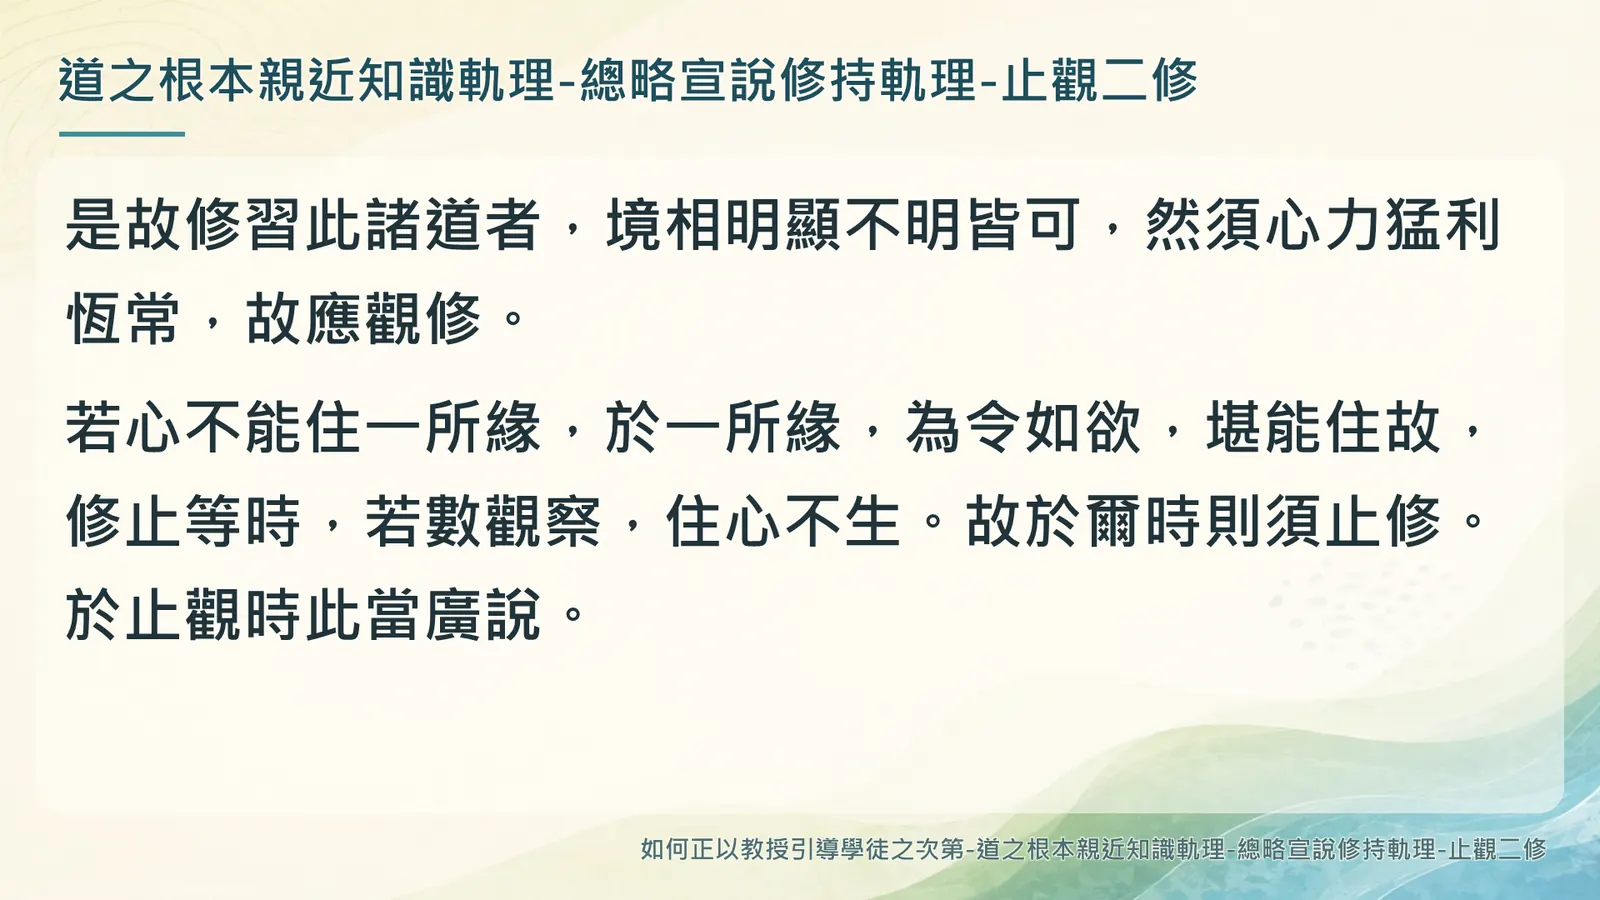 道之根本親近知識軌理-總略宣說修持軌理-止觀二修
是故修習此諸道者，境相明顯不明皆可，然須心力猛利
恆常，故應觀修。
若心不能住一所緣，於一所緣，為令如欲，堪能住故，
修止等時，若數觀察，住心不生。故於爾時則須止修。
於止觀時此當廣說。
如何正以教授引導學徒之次第-道之根本親近知識軌理-總略宣說修持軌理-止觀二修